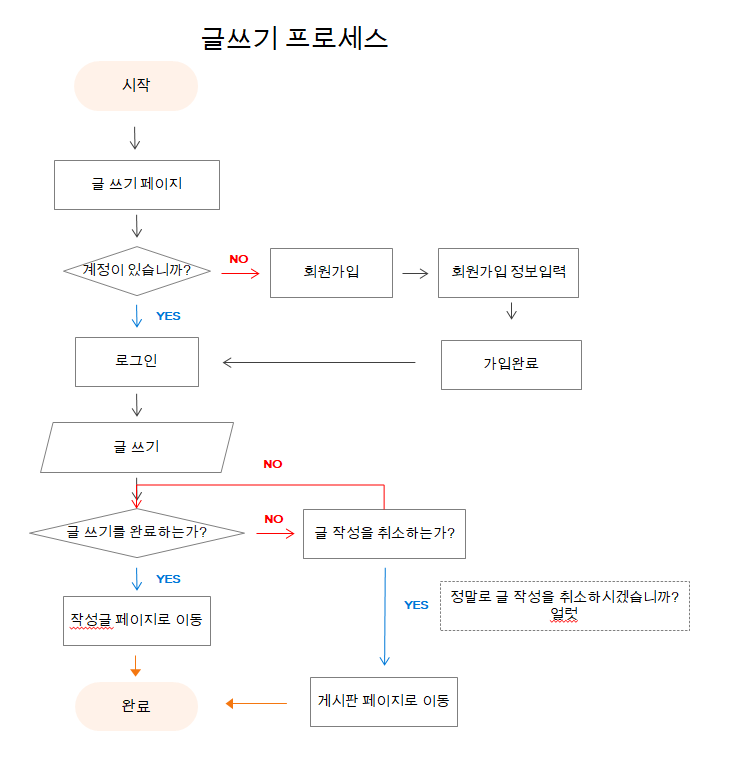 글쓰기 프로세스
시작
글 쓰기 페이지
계정이 있습니까?
NO
회원가입
회원가입 정보입력
YES
로그인
가입완료
글 쓰기
NO
글 쓰기를 완료하는가?
NO
글 작성을 취소하는가?
YES
작성글 페이지로 이동
YES
정말로 글 작성을 취소하시겠습니까?
얼럿
완료
게시판 페이지로 이동